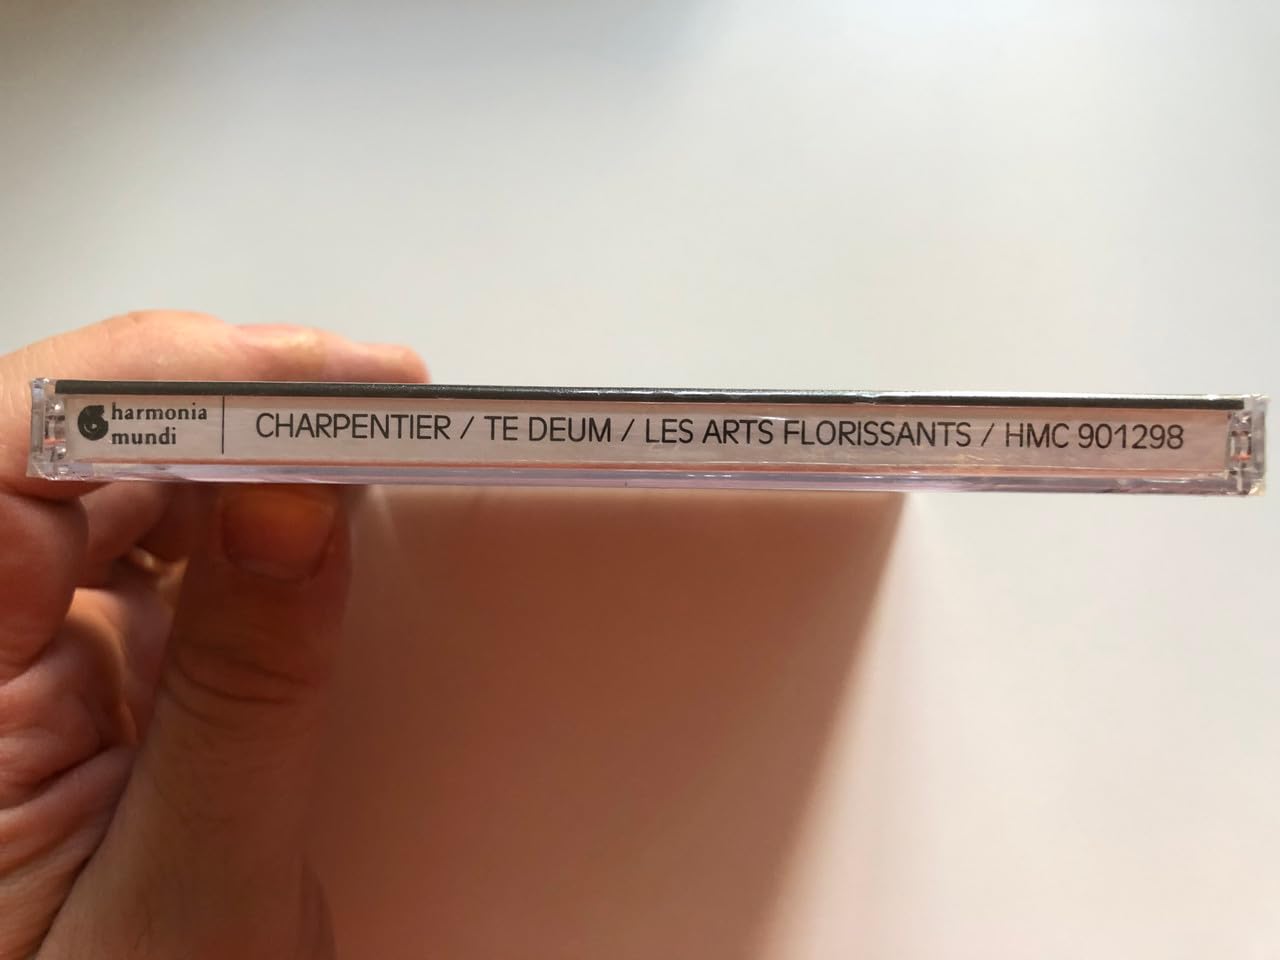 harmonia
mundi
CHARPENTIER / TE DEUM / LES ARTS FLORISSANTS / HMC 901298